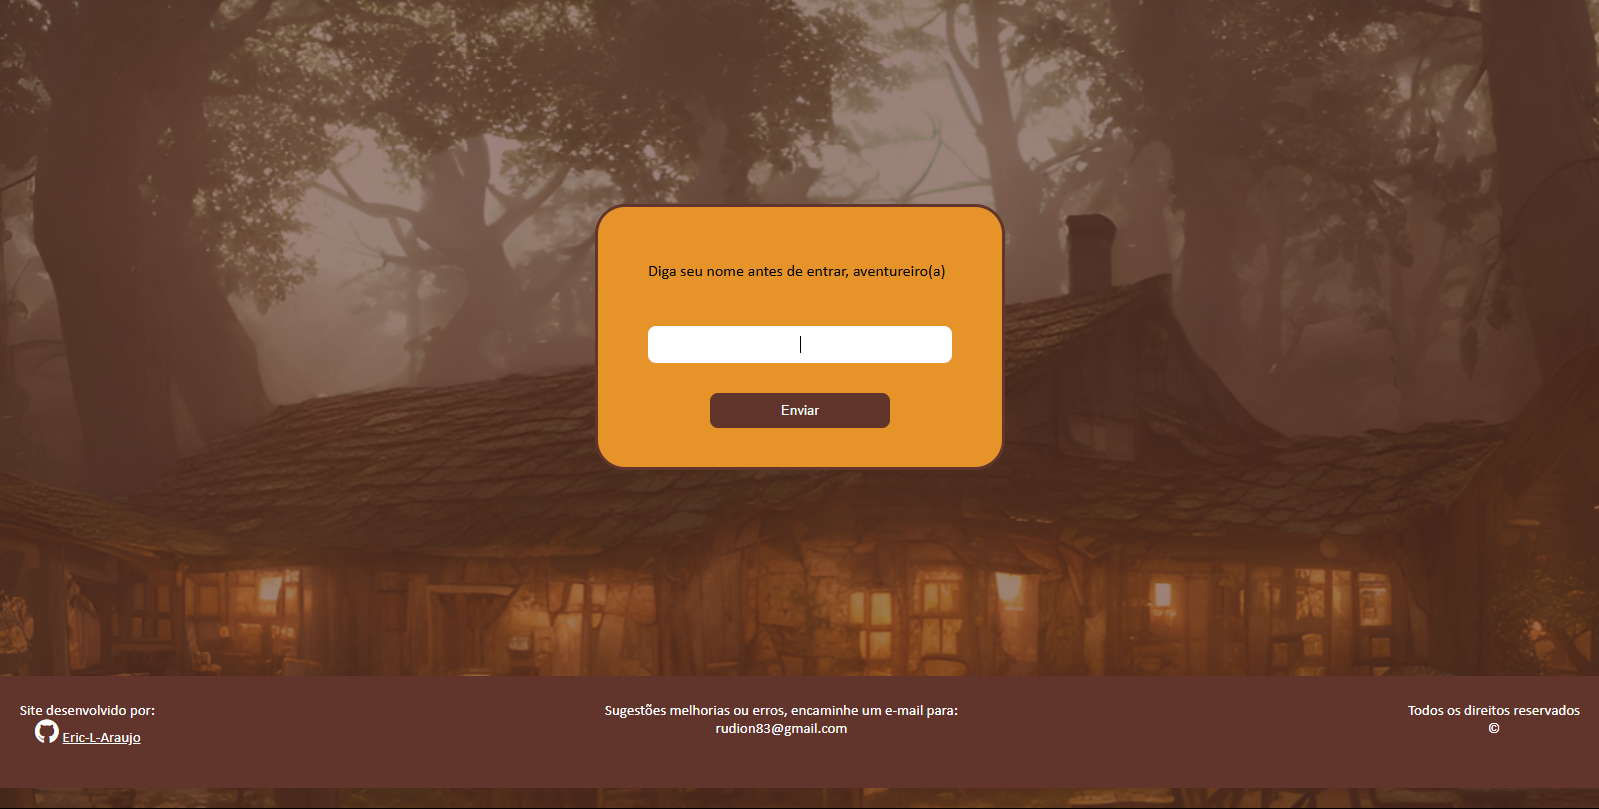 Diga seu nome antes de entrar, aventureiro(a)
Enviar
Site desenvolvido por:
Eric-L-Araujo
Sugestões melhorias ou erros, encaminhe um e-mail para:
rudion83@gmail.com
Todos os direitos reservados
©